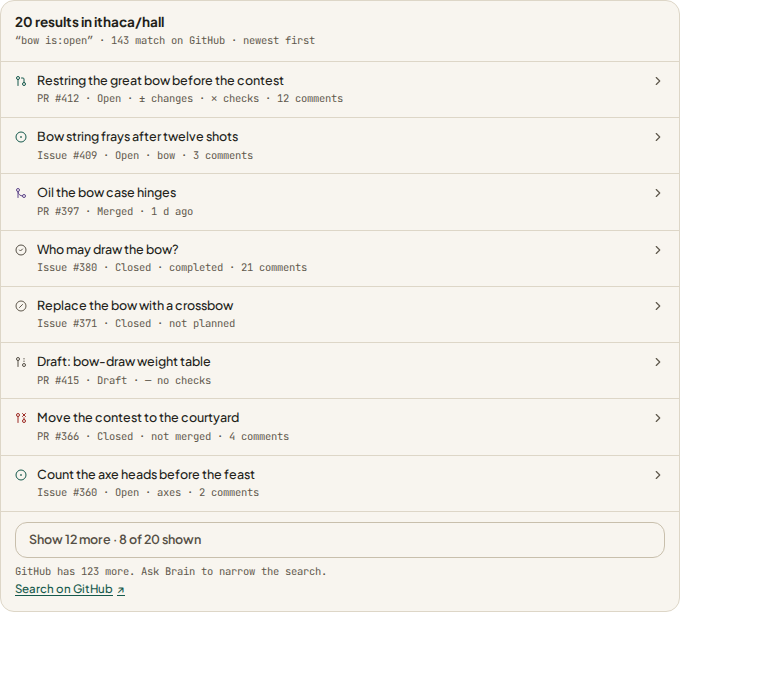 20 results in ithaca/hall
“bow is:open” · 143 match on GitHub · newest first
Restring the great bow before the contest
PR #412 · Open · ± changes · × checks · 12 comments
Bow string frays after twelve shots
Issue #409 · Open · bow · 3 comments
Oil the bow case hinges
PR #397 · Merged · 1 d ago
Who may draw the bow?
Issue #380 · Closed · completed · 21 comments
Replace the bow with a crossbow
Issue #371 · Closed · not planned
Draft: bow-draw weight table
PR #415 · Draft · — no checks
Move the contest to the courtyard
PR #366 · Closed · not merged · 4 comments
Count the axe heads before the feast
Issue #360 · Open · axes · 2 comments
Show 12 more · 8 of 20 shown
GitHub has 123 more. Ask Brain to narrow the search.
Search on GitHub ↗